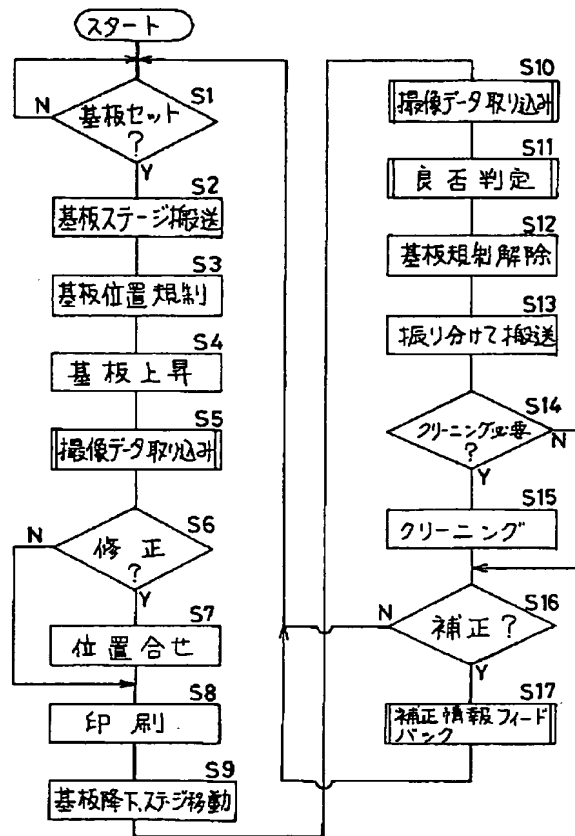 スタート
S1
基板セット
?
N
Y
S2
基板ステージ搬送
S3
基板位置規制
S4
基板上昇
S5
撮像データ取り込み
S6
修正
?
N
Y
S7
位置合せ
S8
印刷
S9
基板降下、ステージ移動
S10
撮像データ取り込み
S11
良否判定
S12
基板規制解除
S13
振り分けて搬送
S14
クリーニング必要
?
N
Y
S15
クリーニング
S16
補正?
N
Y
S17
補正情報フィード
バック